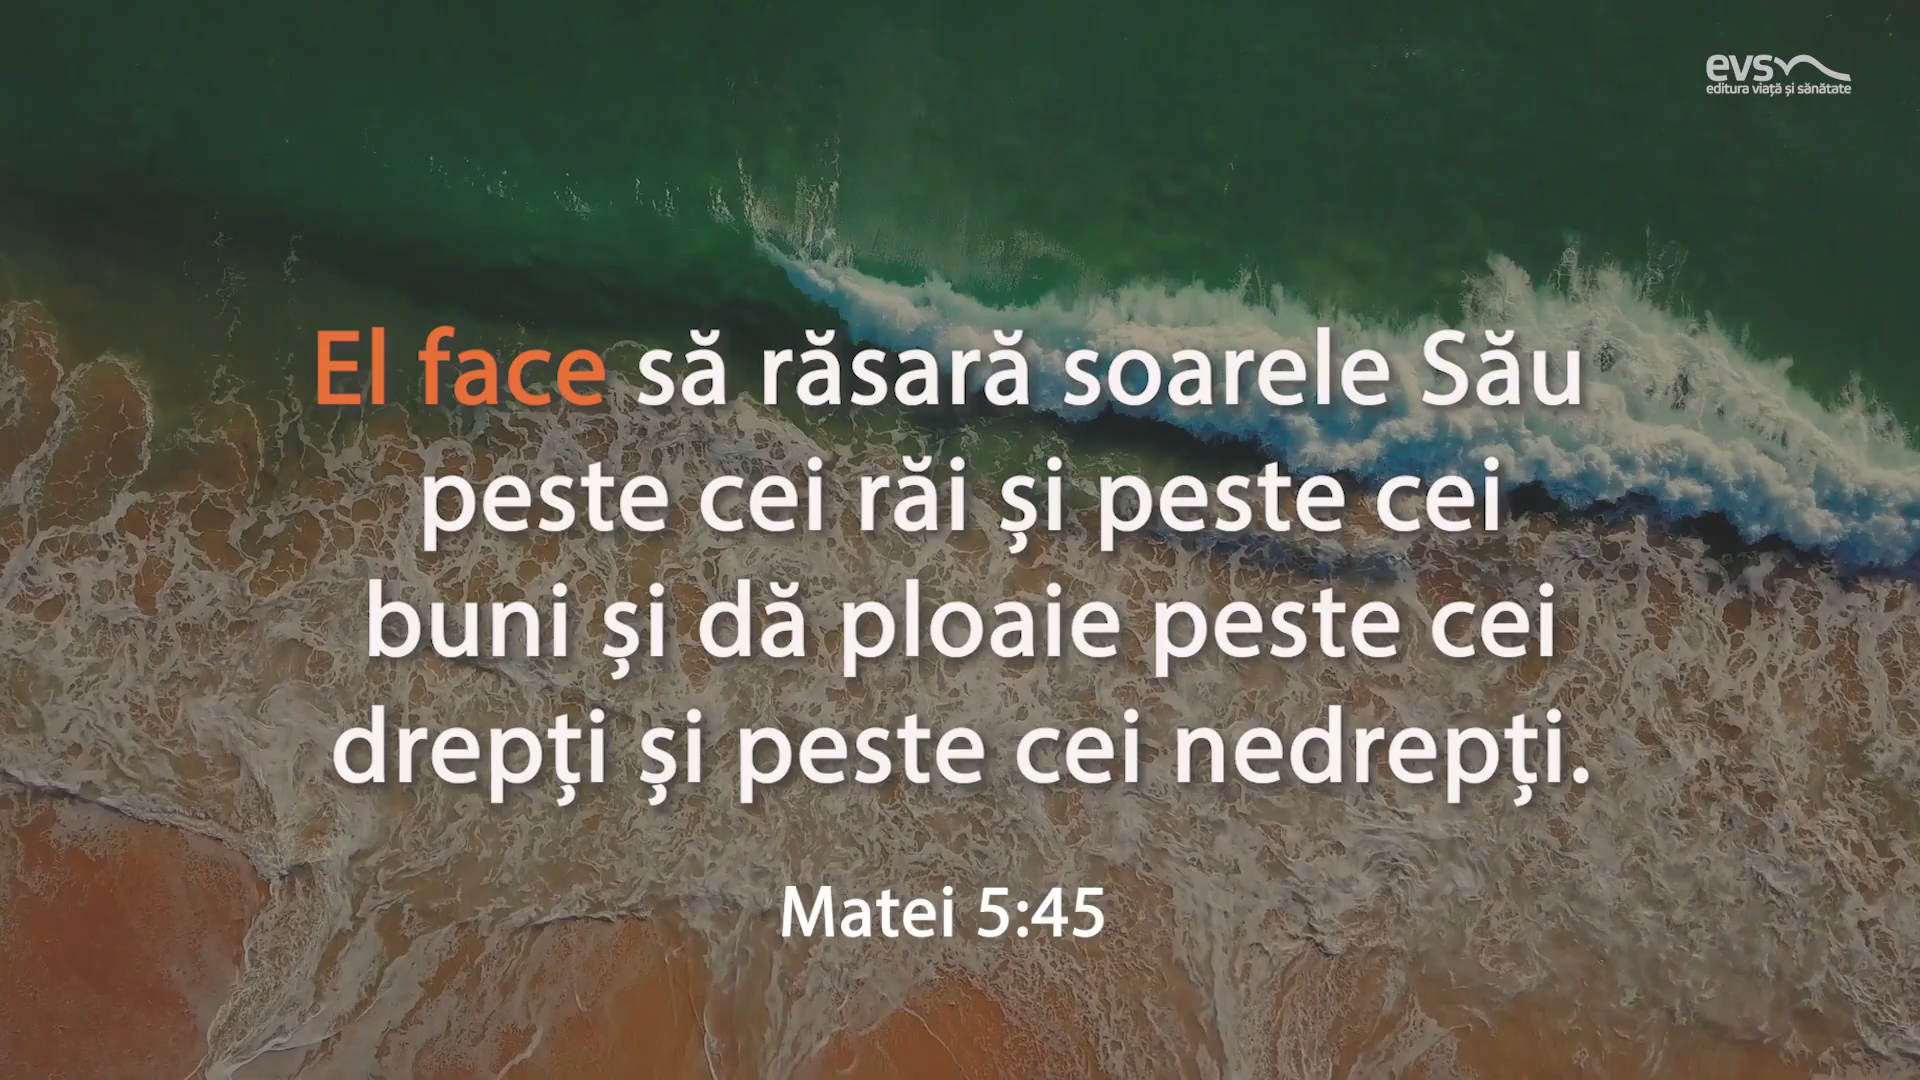 evs
editura viață și sănătate
El face să răsară soarele Său
peste cei răi și peste cei
buni și dă ploaie peste cei
drepți și peste cei nedrepți.
Matei 5:45